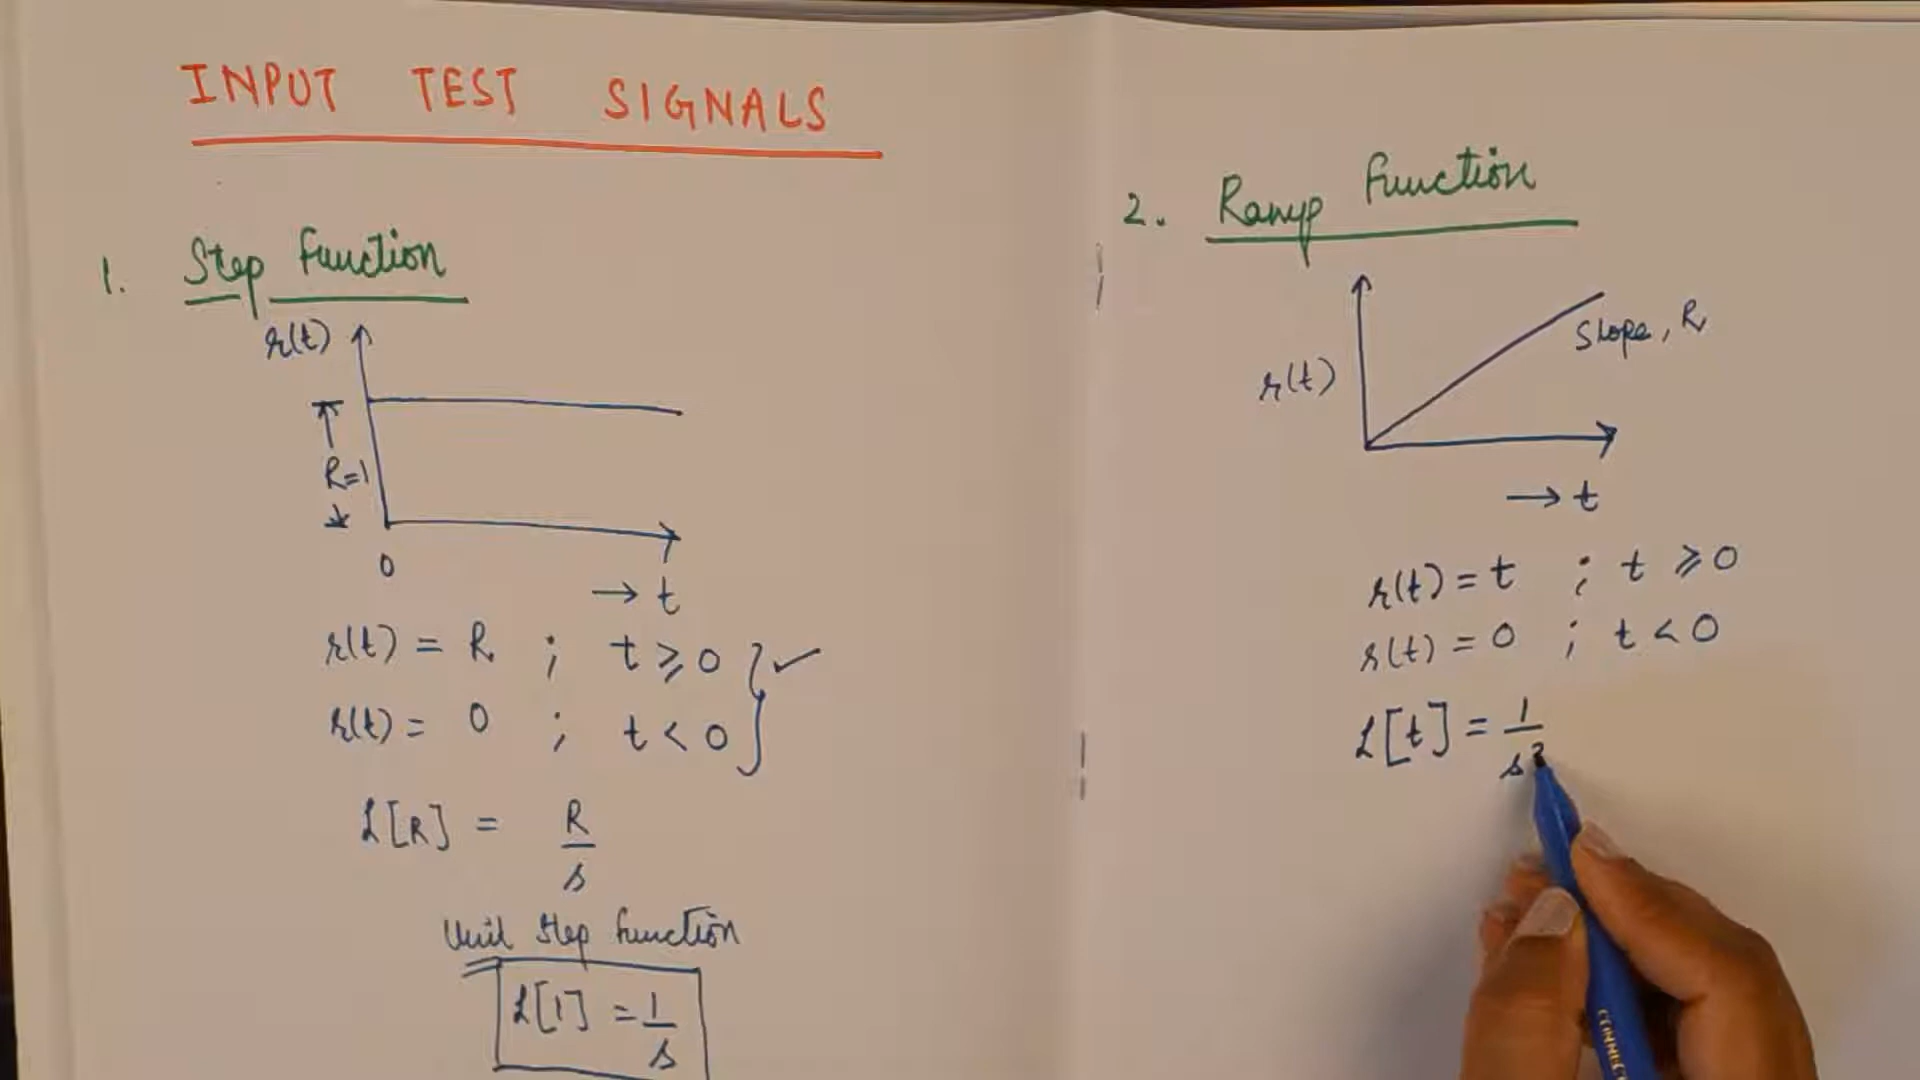 INPUT TEST SIGNALS
1. Step Function
r(t)
R=1
0
→ t
r(t) = R ; t ⩾ 0 } ✓
r(t) = 0 ; t < 0
ℒ[R] = R/s
Unit Step Function
ℒ[1] = 1/s
2. Ramp Function
Slope, R
r(t)
→ t
r(t) = t ; t ⩾ 0
r(t) = 0 ; t < 0
ℒ[t] = 1/s²
CONNECT